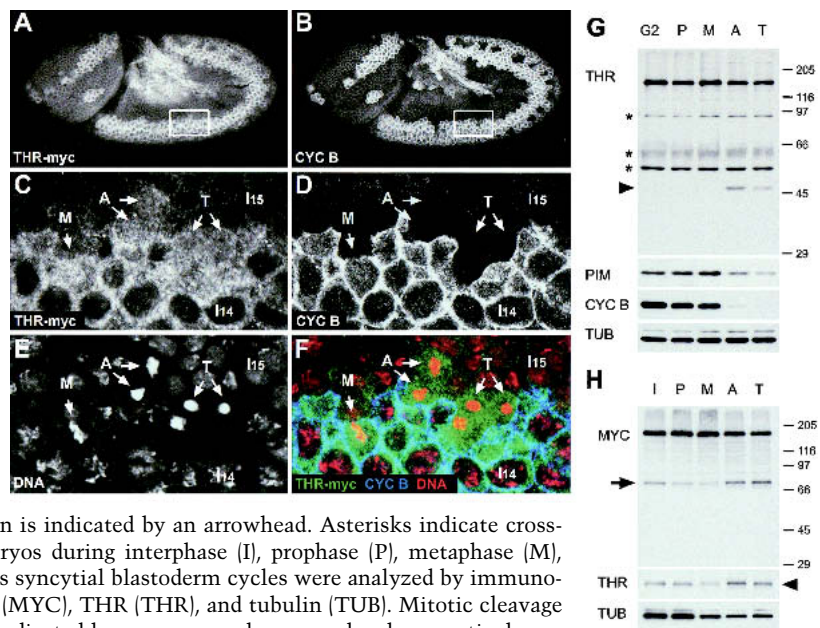 A
THR-myc
B
CYC B
C
M
A
T
I15
I14
THR-myc
D
M
A
T
I15
I14
CYC B
E
M
A
T
I15
I14
DNA
F
M
A
T
I15
I14
THR-myc CYC B DNA
G
G2 P M A T
THR
205
116
97
*
66
*
*
45
29
PIM
CYC B
TUB
H
I P M A T
MYC
205
116
97
66
45
29
THR
TUB
n is indicated by an arrowhead. Asterisks indicate cross-
ryos during interphase (I), prophase (P), metaphase (M),
s syncytial blastoderm cycles were analyzed by immuno-
(MYC), THR (THR), and tubulin (TUB). Mitotic cleavage